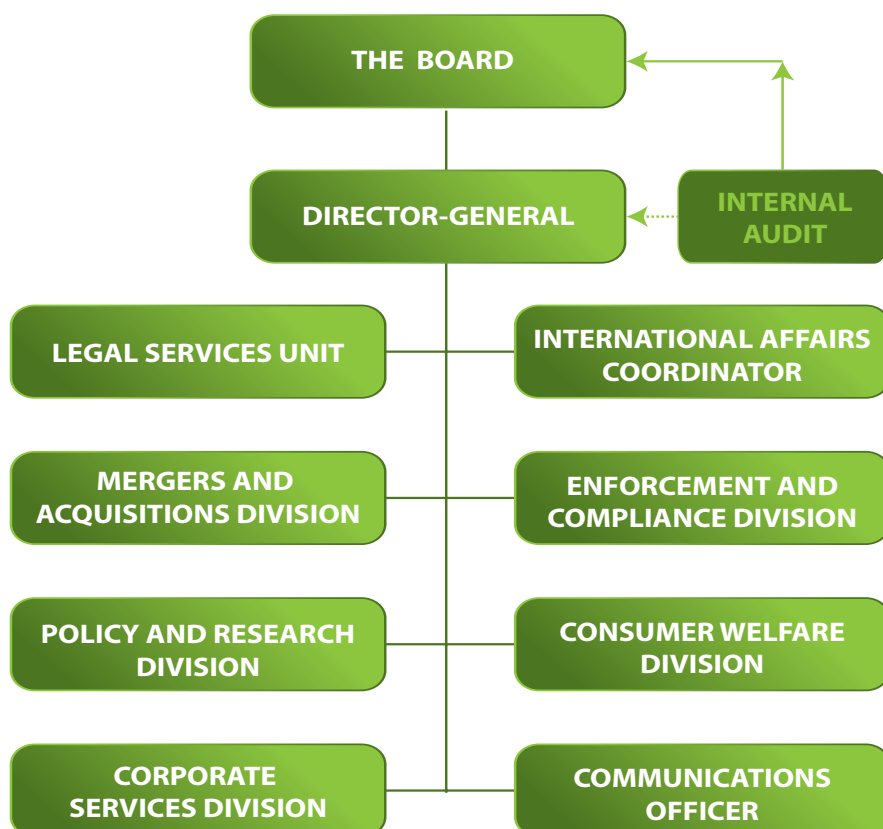 THE BOARD
DIRECTOR-GENERAL
INTERNAL
AUDIT
LEGAL SERVICES UNIT
INTERNATIONAL AFFAIRS
COORDINATOR
MERGERS AND
ACQUISITIONS DIVISION
ENFORCEMENT AND
COMPLIANCE DIVISION
POLICY AND RESEARCH
DIVISION
CONSUMER WELFARE
DIVISION
CORPORATE
SERVICES DIVISION
COMMUNICATIONS
OFFICER